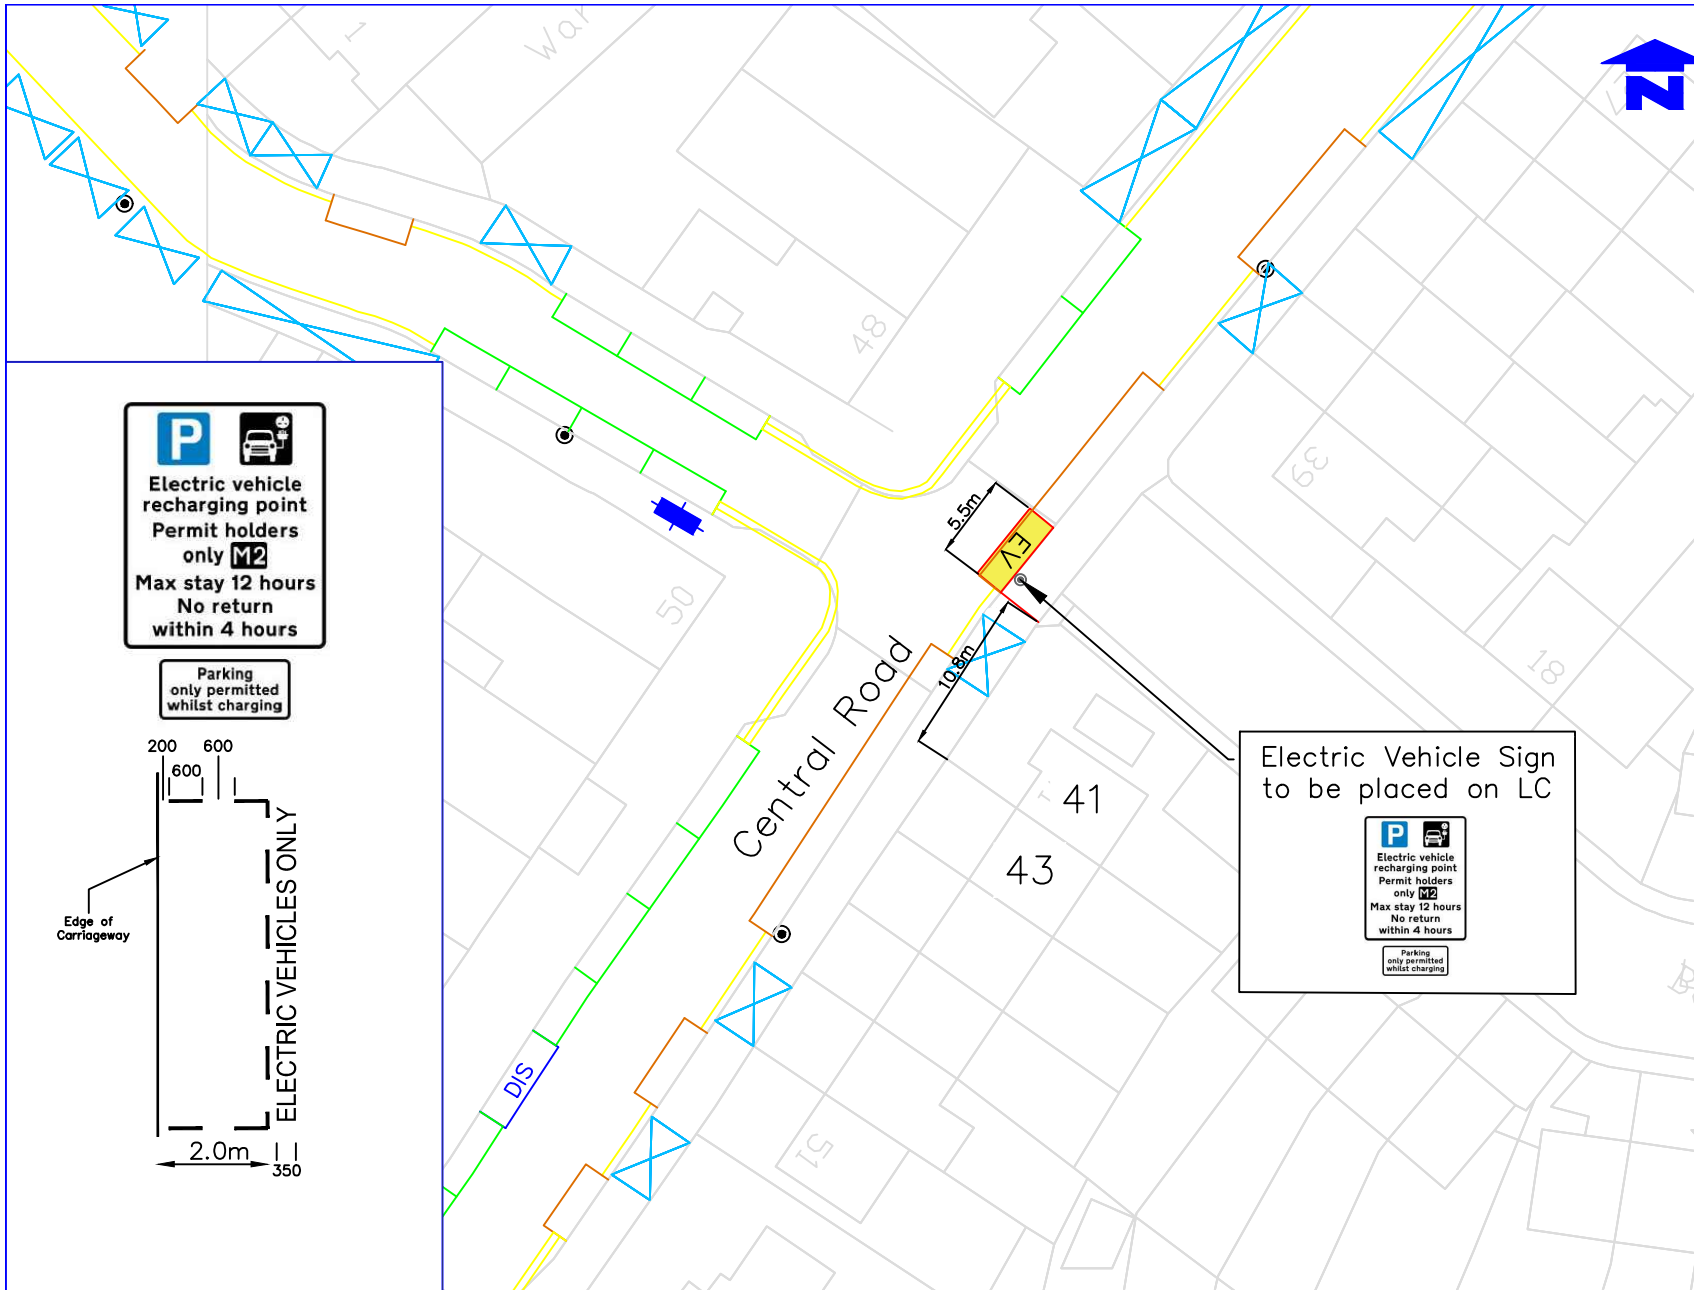 1
War
N
48
39
5.5m
EV
50
18
10.8m
Central Road
41
43
51
DIS
P
Electric vehicle
recharging point
Permit holders
only M2
Max stay 12 hours
No return
within 4 hours
Parking
only permitted
whilst charging
200 600
600
Edge of
Carriageway
ELECTRIC VEHICLES ONLY
2.0m
350
Electric Vehicle Sign
to be placed on LC
P
Electric vehicle
recharging point
Permit holders
only M2
Max stay 12 hours
No return
within 4 hours
Parking
only permitted
whilst charging